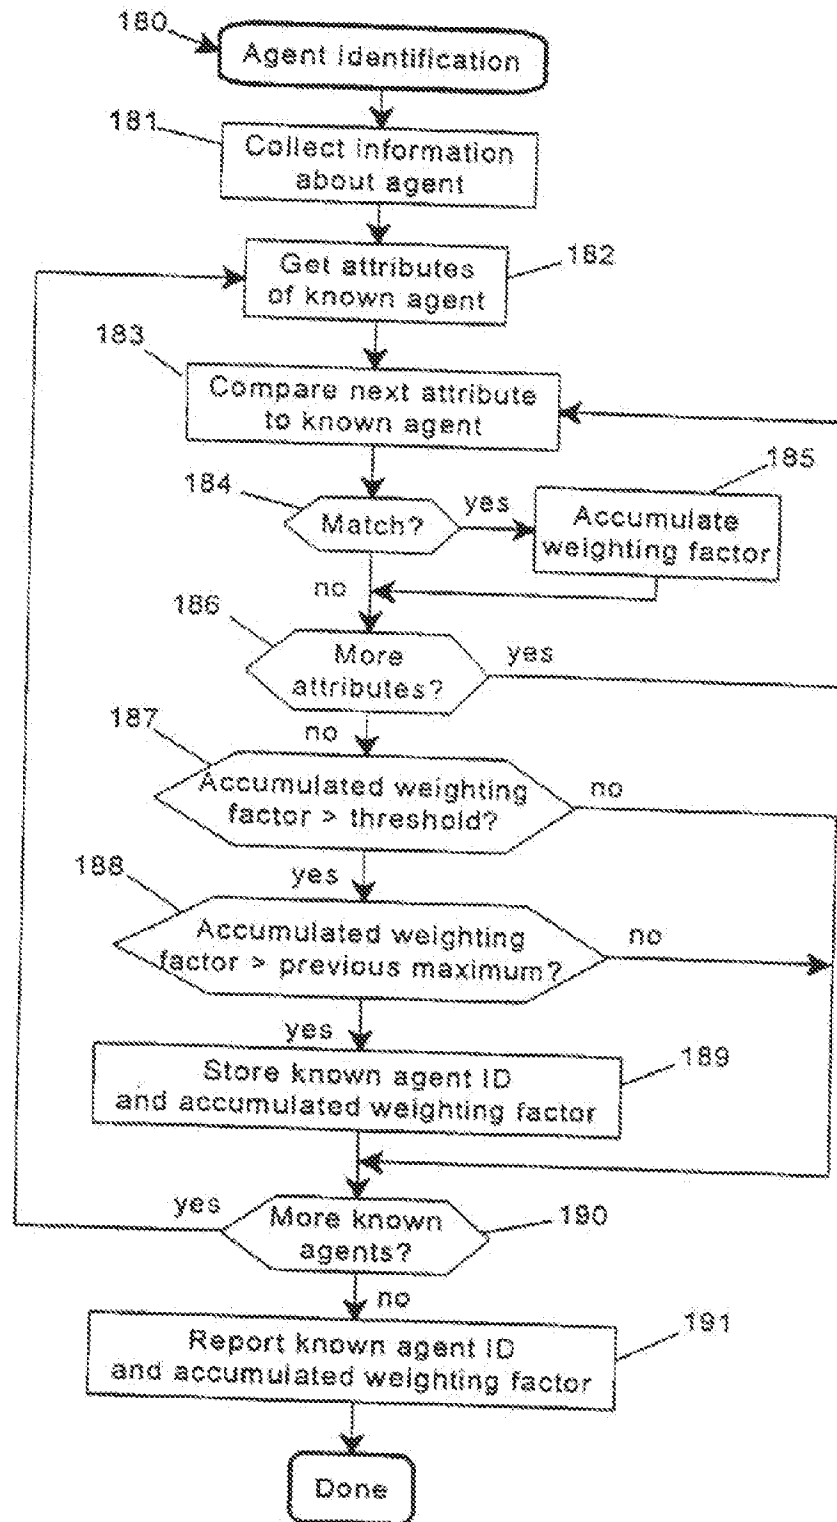 180
Agent identification
181
Collect information
about agent
182
Get attributes
of known agent
183
Compare next attribute
to known agent
184
Match?
yes
185
Accumulate
weighting factor
no
186
More
attributes?
yes
no
187
Accumulated weighting
factor > threshold?
no
yes
188
Accumulated weighting
factor > previous maximum?
no
yes
189
Store known agent ID
and accumulated weighting factor
yes
More known
agents?
190
no
191
Report known agent ID
and accumulated weighting factor
Done